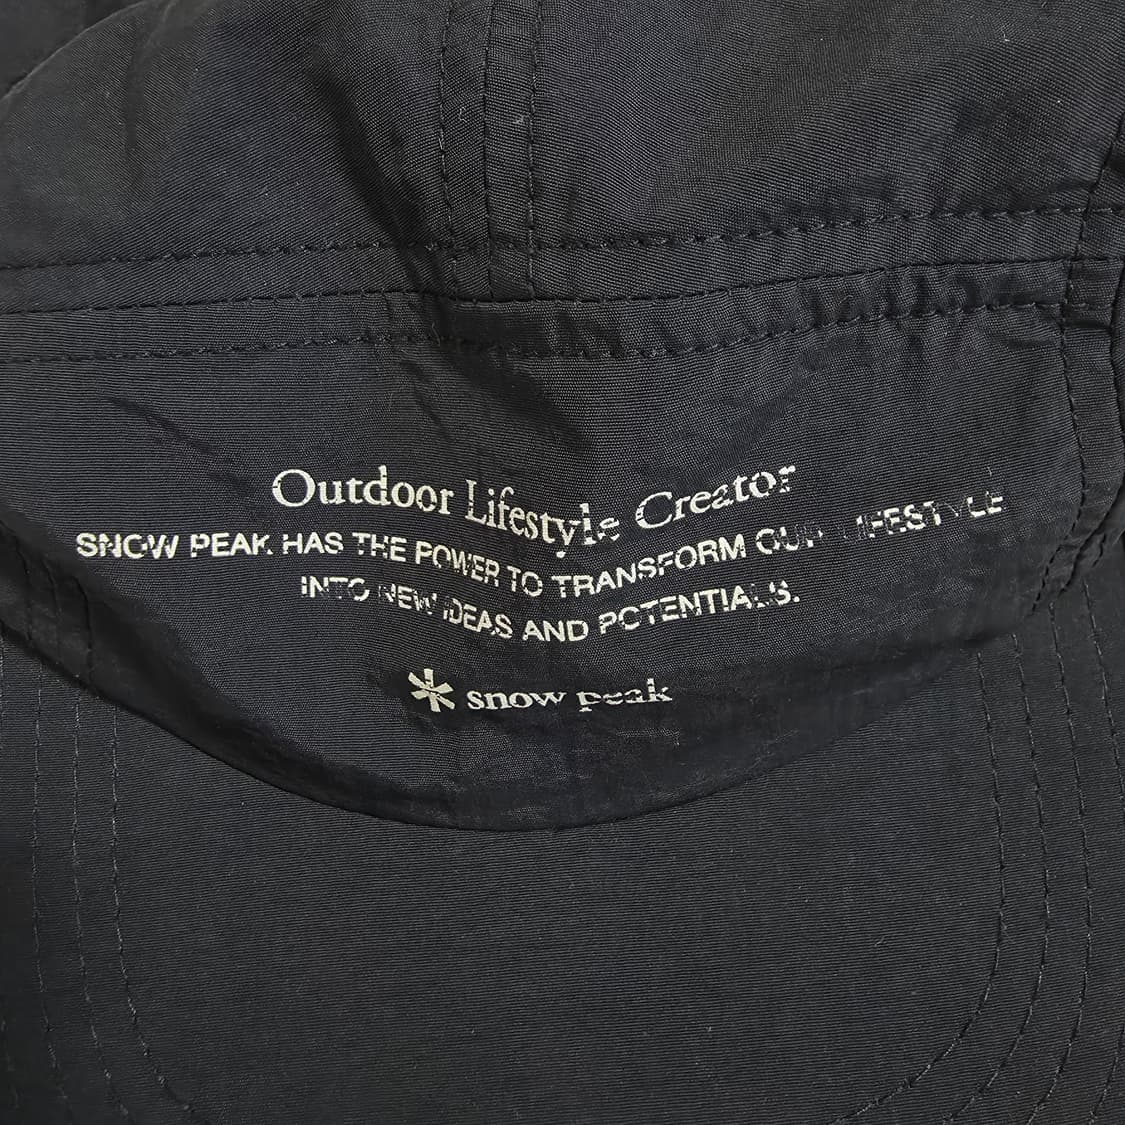 Outdoor Lifestyle Creator
SNOW PEAK HAS THE POWER TO TRANSFORM OUR LIFESTYLE
INTO NEW IDEAS AND POTENTIALS.
snow peak